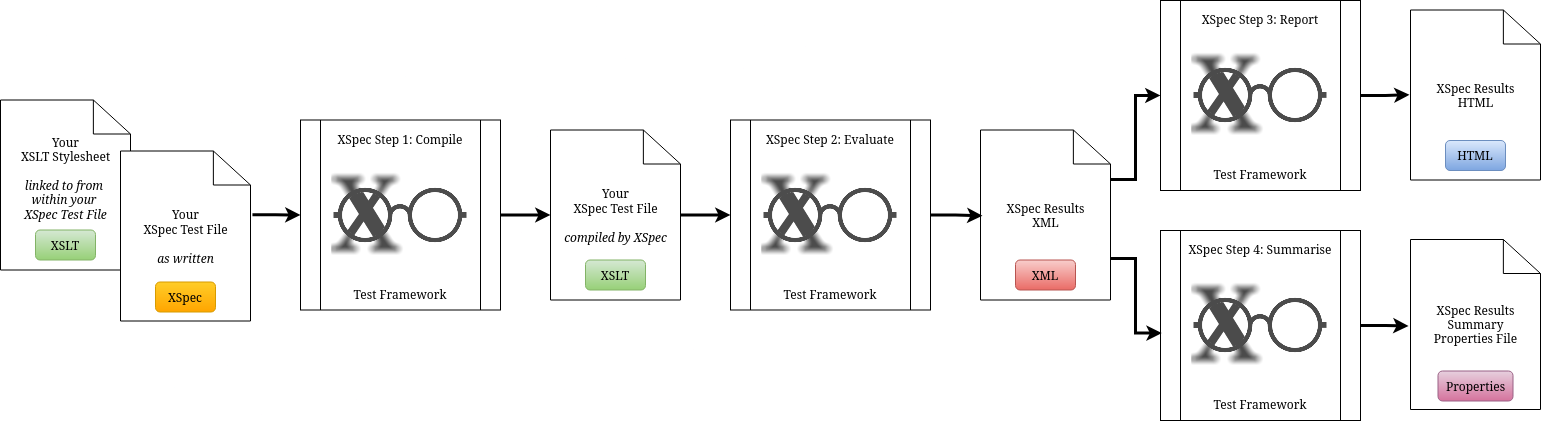 Your
XSLT Stylesheet
linked to from
within your
XSpec Test File
XSLT
Your
XSpec Test File
as written
XSpec
XSpec Step 1: Compile
X
Test Framework
Your
XSpec Test File
compiled by XSpec
XSLT
XSpec Step 2: Evaluate
X
Test Framework
XSpec Results
XML
XML
XSpec Step 3: Report
X
Test Framework
XSpec Results
HTML
HTML
XSpec Step 4: Summarise
X
Test Framework
XSpec Results
Summary
Properties File
Properties